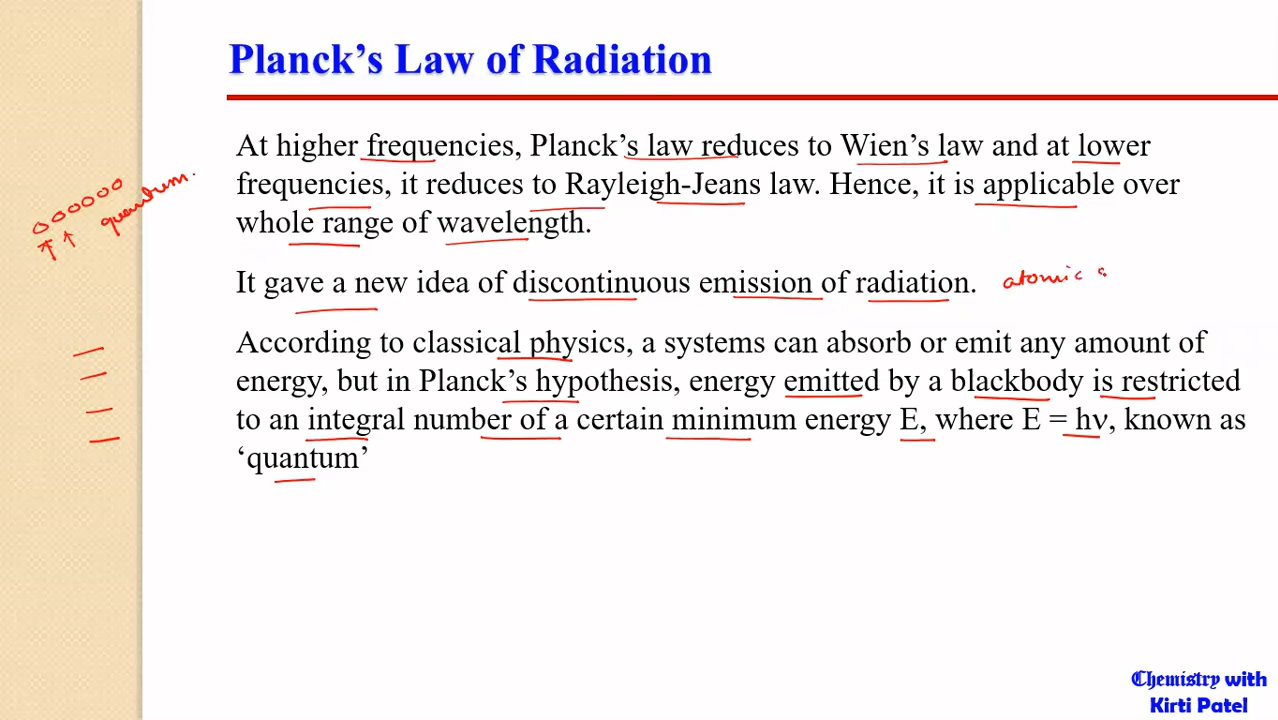 Planck’s Law of Radiation
At higher frequencies, Planck’s law reduces to Wien’s law and at lower
frequencies, it reduces to Rayleigh-Jeans law. Hence, it is applicable over
whole range of wavelength.
quantum.
It gave a new idea of discontinuous emission of radiation.
atomic s
According to classical physics, a systems can absorb or emit any amount of
energy, but in Planck’s hypothesis, energy emitted by a blackbody is restricted
to an integral number of a certain minimum energy E, where E = hν, known as
‘quantum’
Chemistry with
Kirti Patel